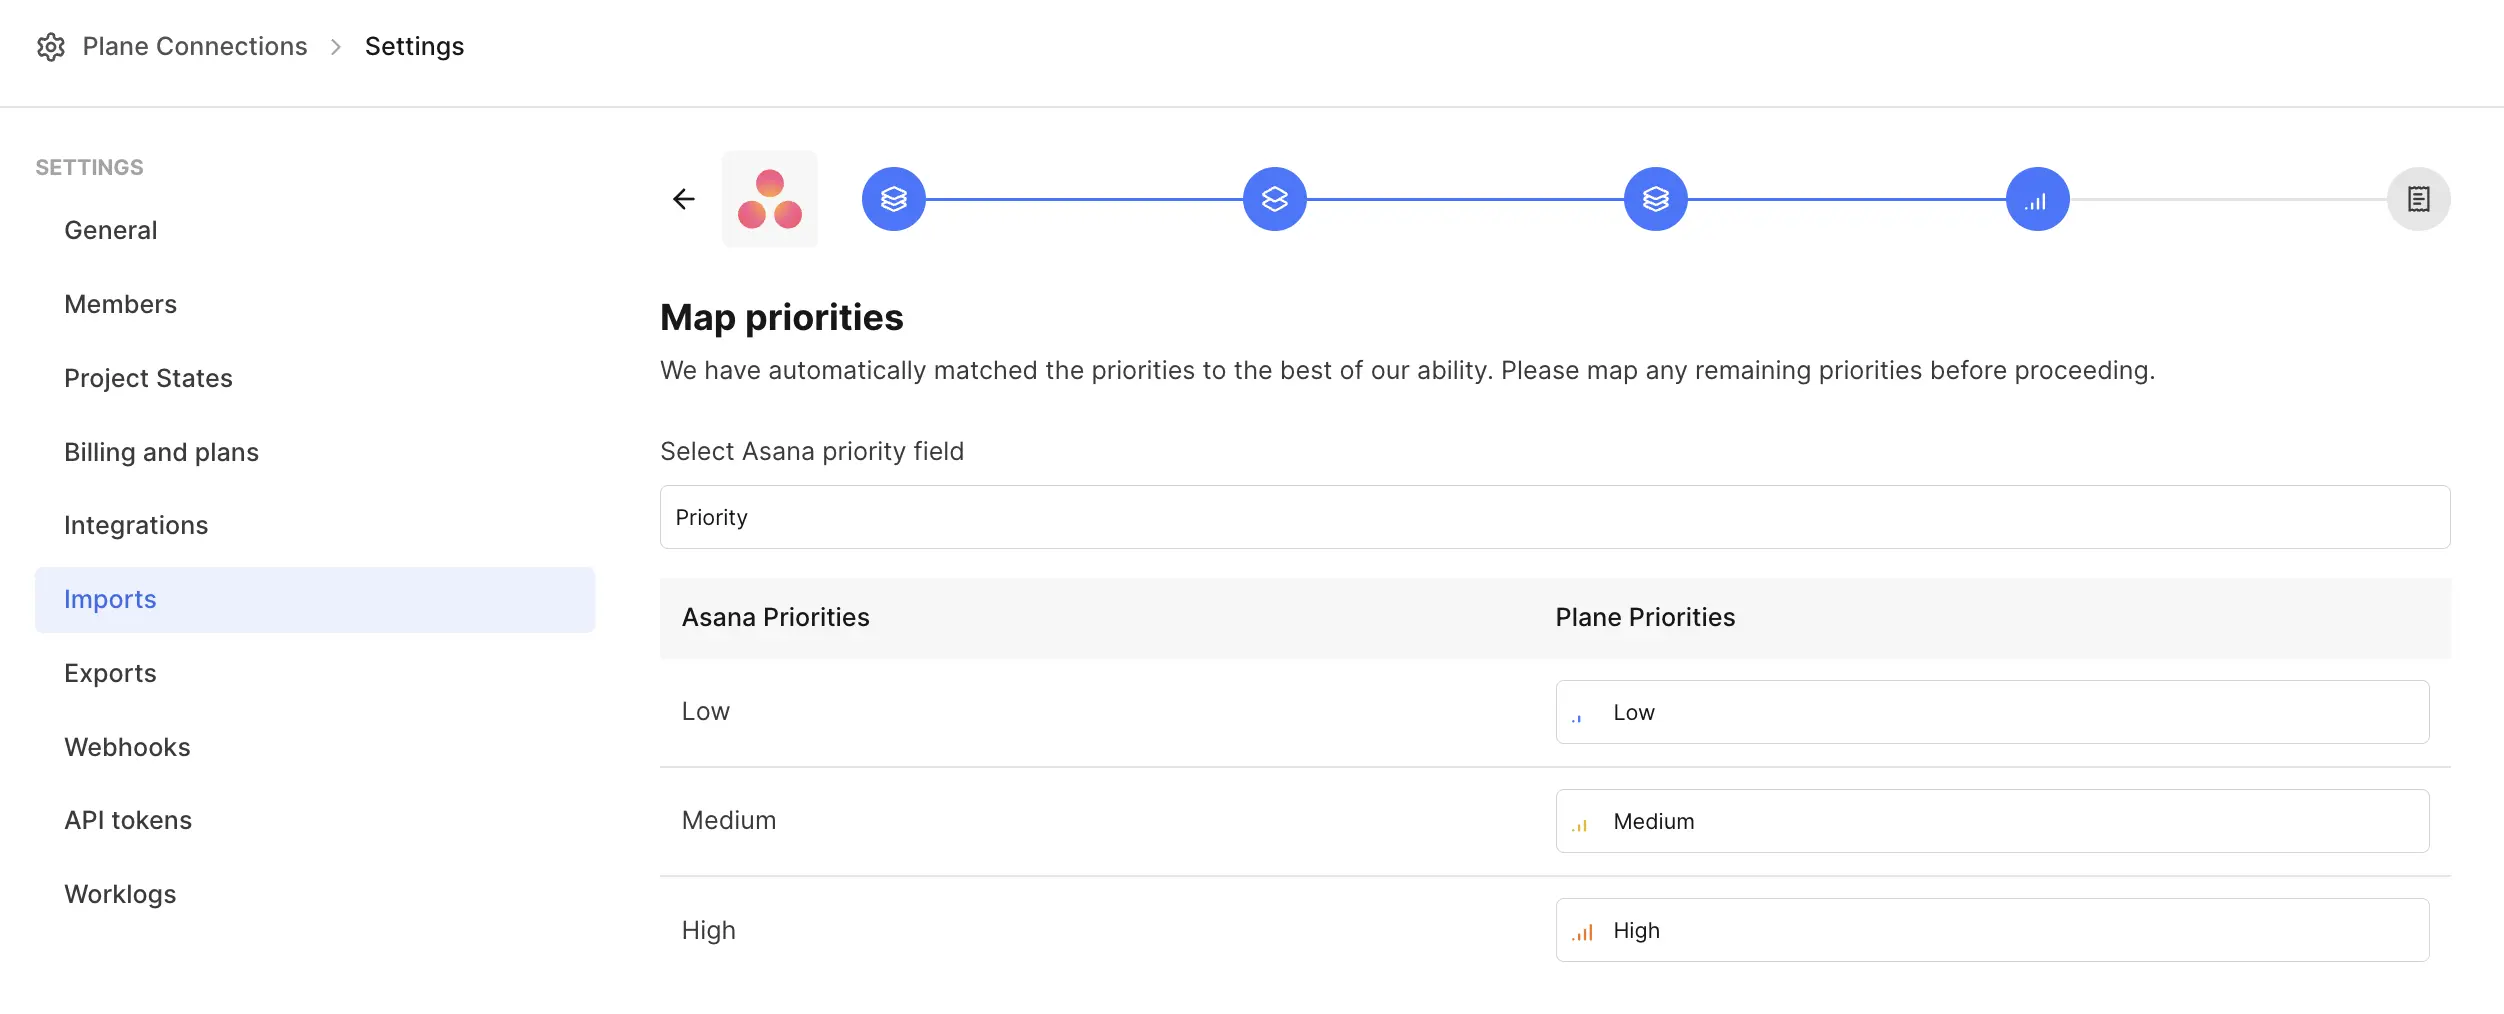 Plane Connections > Settings
SETTINGS
General
Members
Project States
Billing and plans
Integrations
Imports
Exports
Webhooks
API tokens
Worklogs
Map priorities
We have automatically matched the priorities to the best of our ability. Please map any remaining priorities before proceeding.
Select Asana priority field
Priority
Asana Priorities Plane Priorities
Low Low
Medium Medium
High High